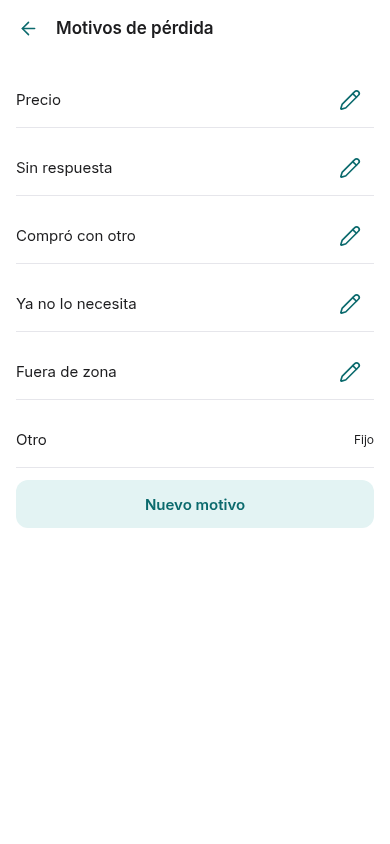 Motivos de pérdida
Precio
Sin respuesta
Compró con otro
Ya no lo necesita
Fuera de zona
Otro
Fijo
Nuevo motivo